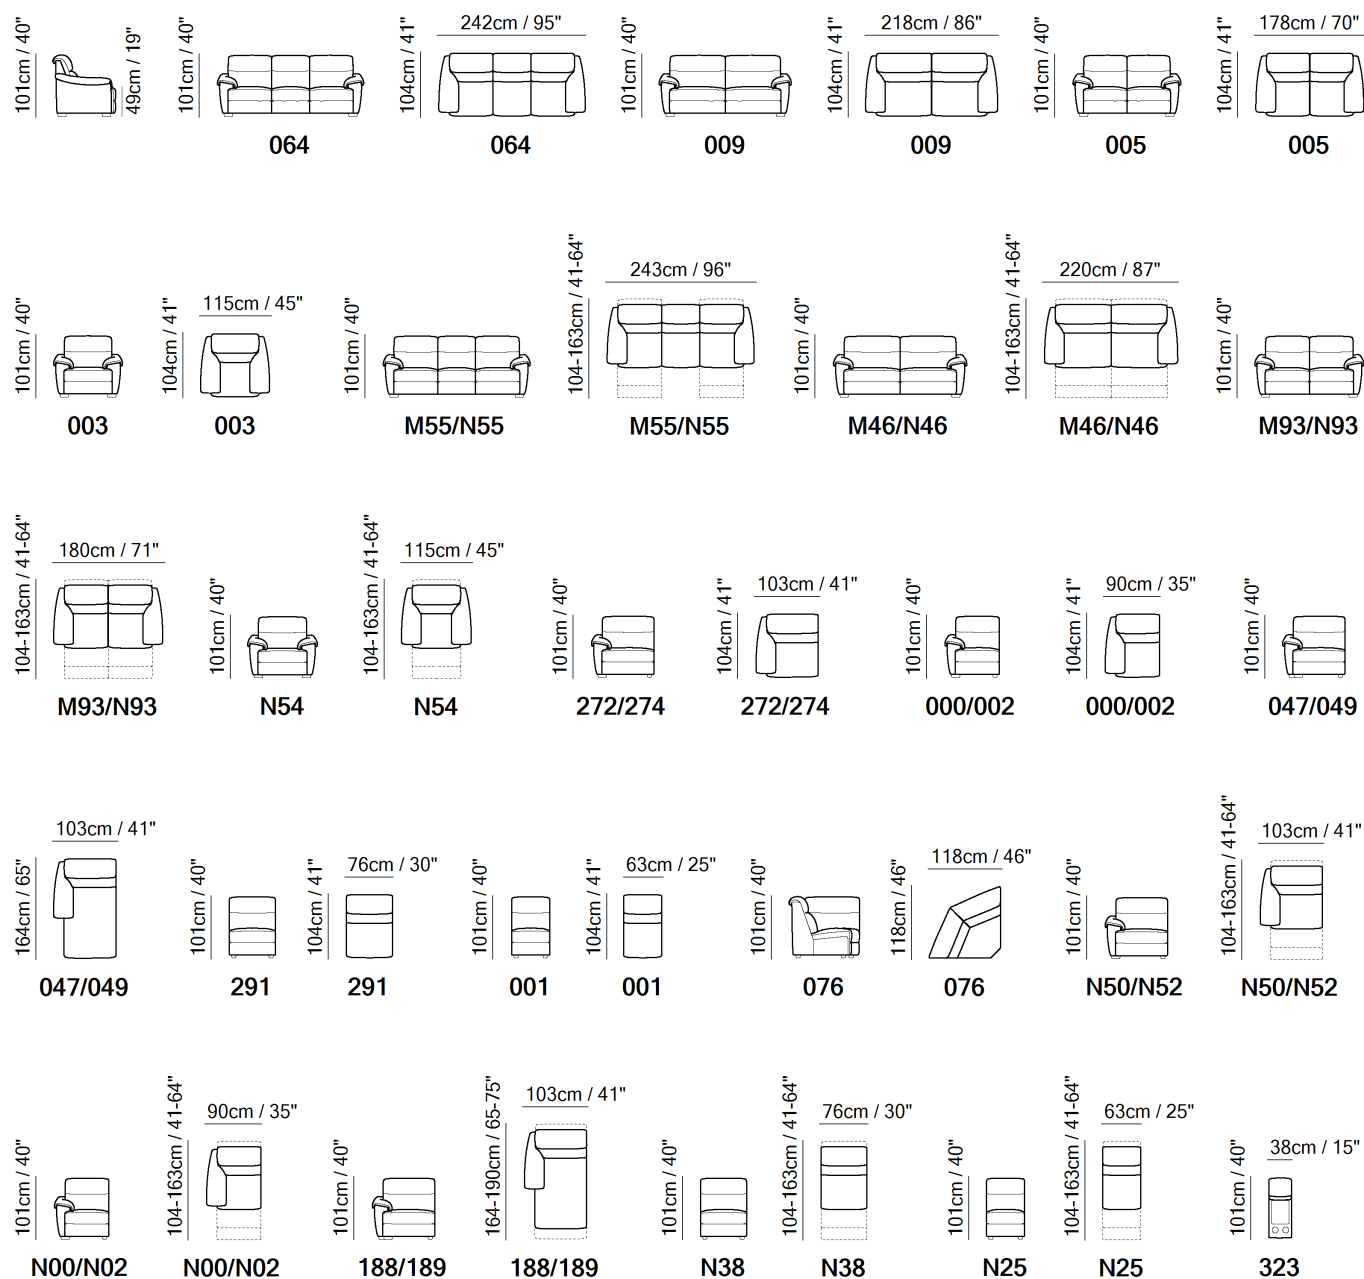 101cm / 40"
49cm / 19"
101cm / 40"
064
104cm / 41"
242cm / 95"
064
101cm / 40"
009
104cm / 41"
218cm / 86"
009
101cm / 40"
005
104cm / 41"
178cm / 70"
005
101cm / 40"
003
104cm / 41"
115cm / 45"
003
101cm / 40"
M55/N55
104-163cm / 41-64"
243cm / 96"
M55/N55
101cm / 40"
M46/N46
104-163cm / 41-64"
220cm / 87"
M46/N46
101cm / 40"
M93/N93
104-163cm / 41-64"
180cm / 71"
M93/N93
101cm / 40"
N54
104-163cm / 41-64"
115cm / 45"
N54
101cm / 40"
272/274
104cm / 41"
103cm / 41"
272/274
101cm / 40"
000/002
104cm / 41"
90cm / 35"
000/002
101cm / 40"
047/049
164cm / 65"
103cm / 41"
047/049
101cm / 40"
291
104cm / 41"
76cm / 30"
291
101cm / 40"
001
104cm / 41"
63cm / 25"
001
101cm / 40"
076
118cm / 46"
118cm / 46"
076
101cm / 40"
N50/N52
104-163cm / 41-64"
103cm / 41"
N50/N52
101cm / 40"
N00/N02
104-163cm / 41-64"
90cm / 35"
N00/N02
101cm / 40"
188/189
164-190cm / 65-75"
103cm / 41"
188/189
101cm / 40"
N38
104-163cm / 41-64"
76cm / 30"
N38
101cm / 40"
N25
104-163cm / 41-64"
63cm / 25"
N25
101cm / 40"
38cm / 15"
323